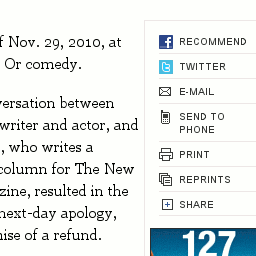 f Nov. 29, 2010, at
Or comedy.
versation between
writer and actor, and
, who writes a
column for The New
zine, resulted in the
next-day apology,
nise of a refund.
RECOMMEND
TWITTER
E-MAIL
SEND TO
PHONE
PRINT
REPRINTS
SHARE
127